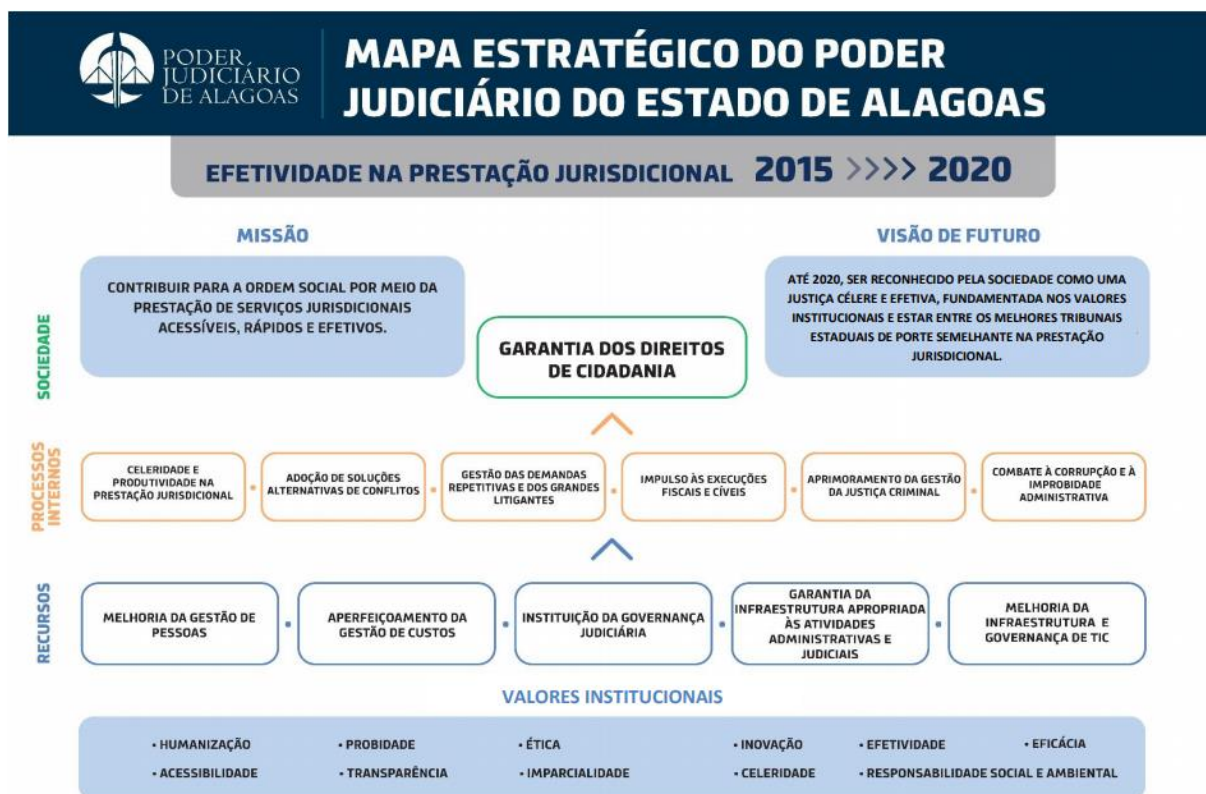 PODER
JUDICIÁRIO
DE ALAGOAS
MAPA ESTRATÉGICO DO PODER
JUDICIÁRIO DO ESTADO DE ALAGOAS
EFETIVIDADE NA PRESTAÇÃO JURISDICIONAL 2015 >>>> 2020
MISSÃO
CONTRIBUIR PARA A ORDEM SOCIAL POR MEIO DA
PRESTAÇÃO DE SERVIÇOS JURISDICIONAIS
ACESSÍVEIS, RÁPIDOS E EFETIVOS.
VISÃO DE FUTURO
ATÉ 2020, SER RECONHECIDO PELA SOCIEDADE COMO UMA
JUSTIÇA CÉLERE E EFETIVA, FUNDAMENTADA NOS VALORES
INSTITUCIONAIS E ESTAR ENTRE OS MELHORES TRIBUNAIS
ESTADUAIS DE PORTE SEMELHANTE NA PRESTAÇÃO
JURISDICIONAL.
SOCIEDADE
GARANTIA DOS DIREITOS
DE CIDADANIA
PROCESSOS
INTERNOS
CELERIDADE E
PRODUTIVIDADE NA
PRESTAÇÃO JURISDICIONAL
ADOÇÃO DE SOLUÇÕES
ALTERNATIVAS DE CONFLITOS
GESTÃO DAS DEMANDAS
REPETITIVAS E DOS GRANDES
LITIGANTES
IMPULSO ÀS EXECUÇÕES
FISCAIS E CÍVEIS
APRIMORAMENTO DA GESTÃO
DA JUSTIÇA CRIMINAL
COMBATE À CORRUPÇÃO E À
IMPROBIDADE
ADMINISTRATIVA
RECURSOS
MELHORIA DA GESTÃO DE
PESSOAS
APERFEIÇOAMENTO DA
GESTÃO DE CUSTOS
INSTITUIÇÃO DA GOVERNANÇA
JUDICIÁRIA
GARANTIA DA
INFRAESTRUTURA APROPRIADA
ÀS ATIVIDADES
ADMINISTRATIVAS E
JUDICIAIS
MELHORIA DA
INFRAESTRUTURA E
GOVERNANÇA DE TIC
VALORES INSTITUCIONAIS
• HUMANIZAÇÃO • PROBIDADE • ÉTICA • INOVAÇÃO • EFETIVIDADE • EFICÁCIA
• ACESSIBILIDADE • TRANSPARÊNCIA • IMPARCIALIDADE • CELERIDADE • RESPONSABILIDADE SOCIAL E AMBIENTAL